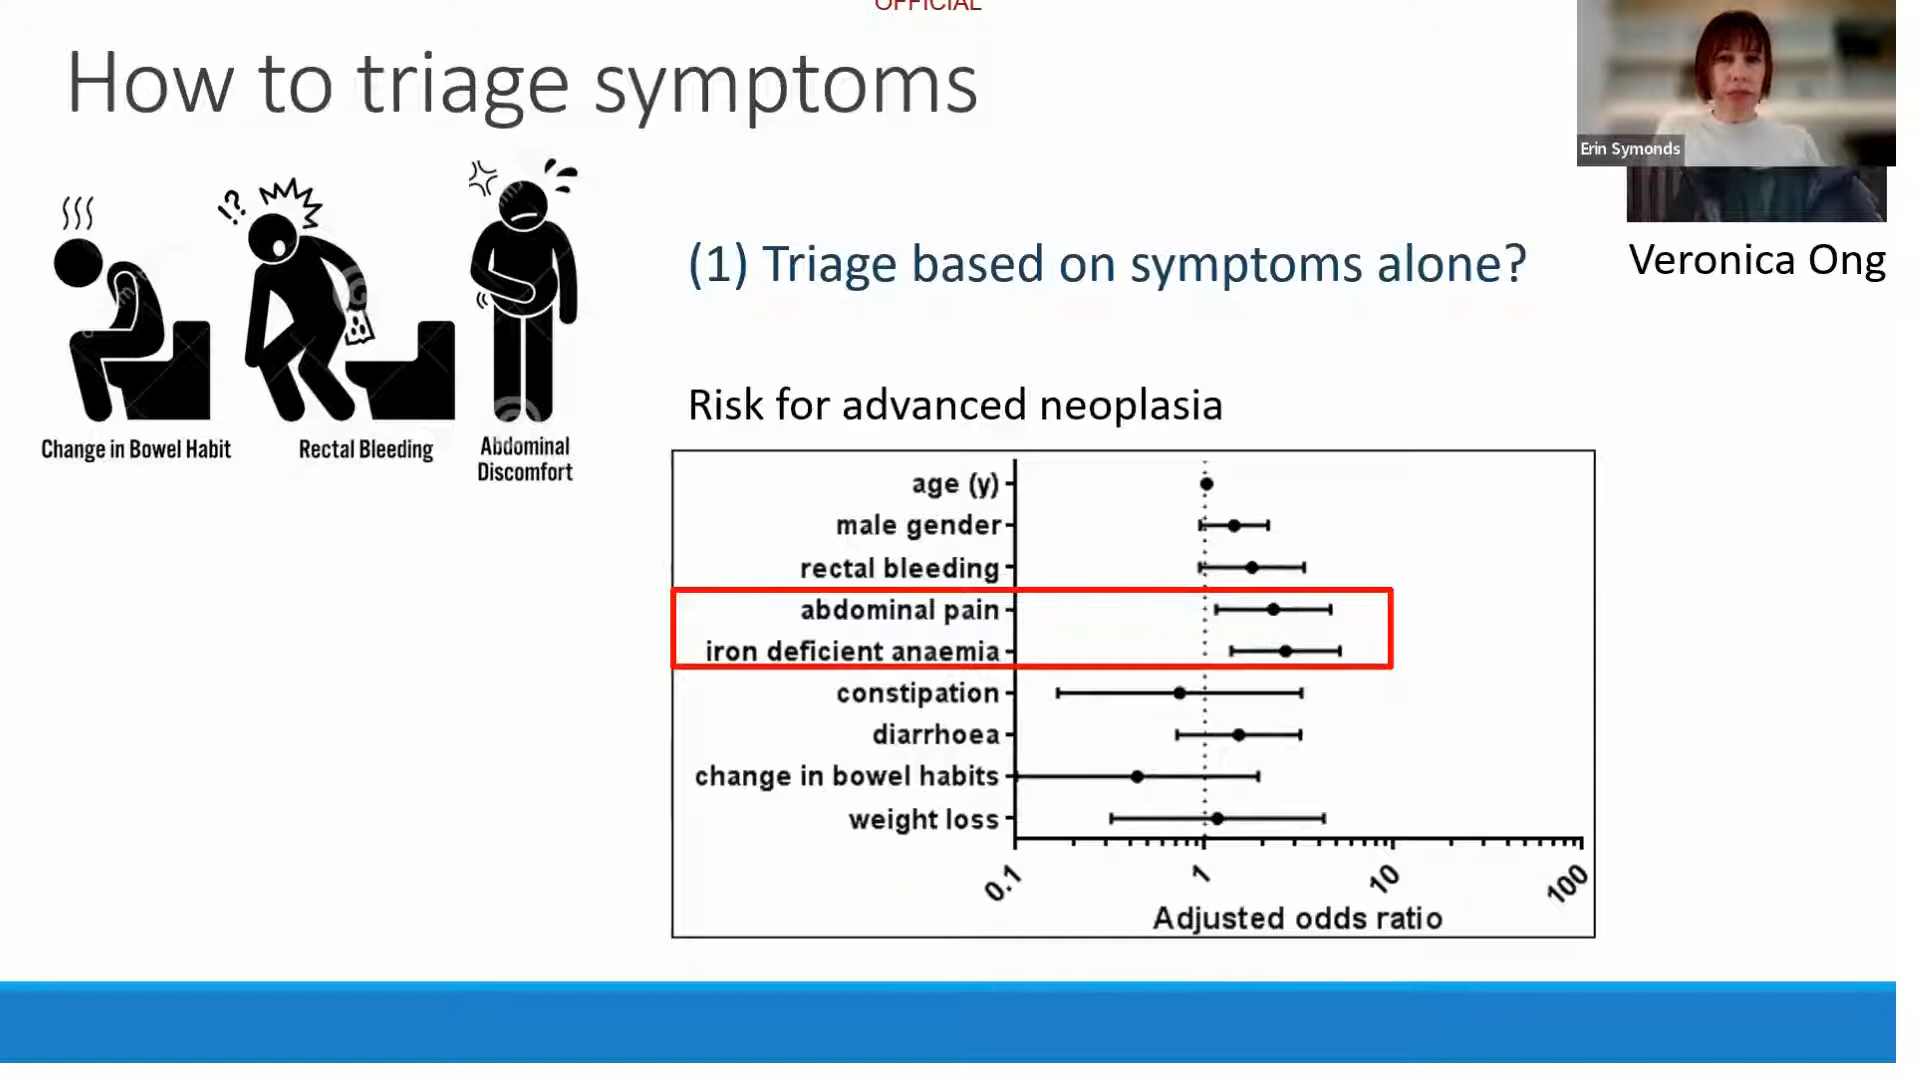 OFFICIAL
How to triage symptoms
Erin Symonds
Veronica Ong
!?
Change in Bowel Habit
Rectal Bleeding
Abdominal
Discomfort
(1) Triage based on symptoms alone?
Risk for advanced neoplasia
age (y)
male gender
rectal bleeding
abdominal pain
iron deficient anaemia
constipation
diarrhoea
change in bowel habits
weight loss
0.1
1
10
100
Adjusted odds ratio